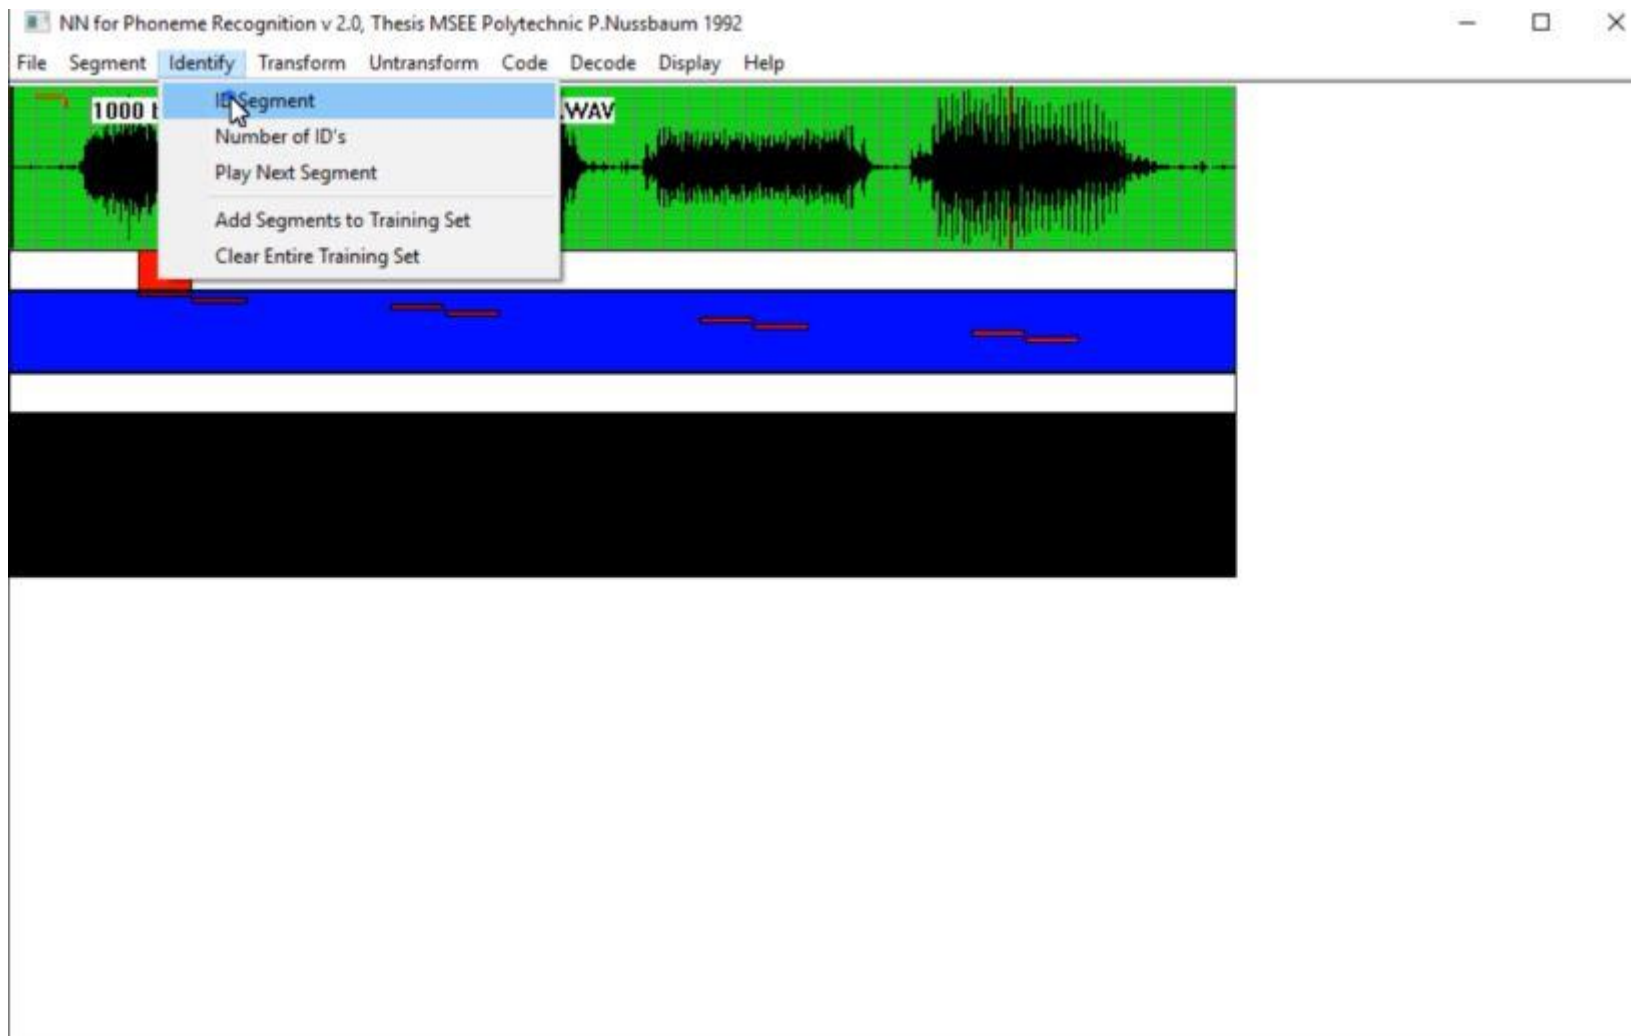 NN for Phoneme Recognition v 2.0, Thesis MSEE Polytechnic P.Nussbaum 1992
File Segment Identify Transform Untransform Code Decode Display Help
ID Segment
1000 .WAV
Number of ID's
Play Next Segment
Add Segments to Training Set
Clear Entire Training Set